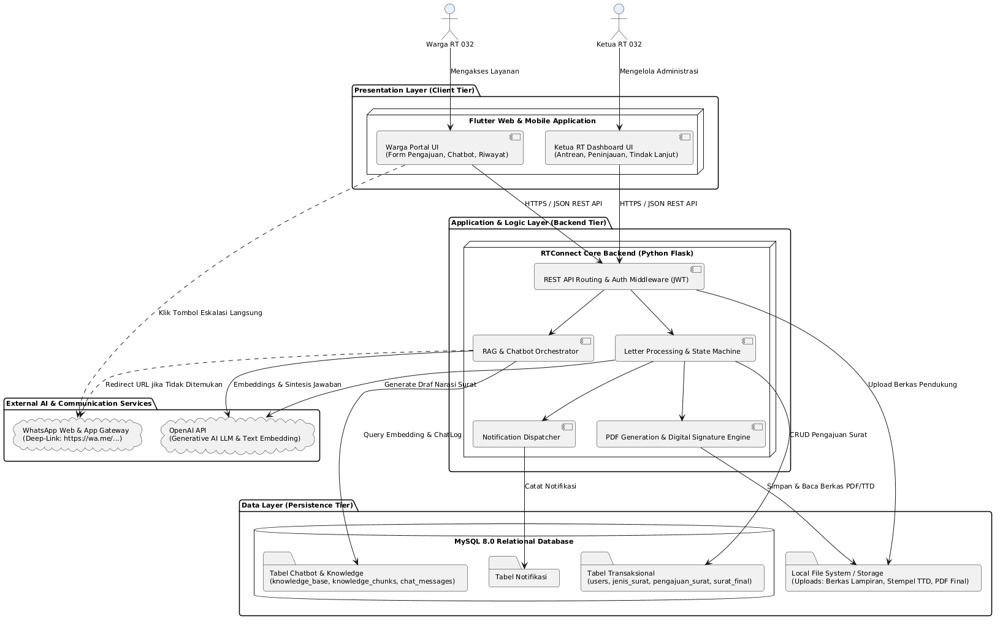 Warga RT 032
Ketua RT 032
Mengakses Layanan
Mengelola Administrasi
Presentation Layer (Client Tier)
Flutter Web & Mobile Application
Warga Portal UI
(Form Pengajuan, Chatbot, Riwayat)
Ketua RT Dashboard UI
(Antrean, Peninjauan, Tindak Lanjut)
HTTPS / JSON REST API
HTTPS / JSON REST API
Application & Logic Layer (Backend Tier)
RTConnect Core Backend (Python Flask)
REST API Routing & Auth Middleware (JWT)
Klik Tombol Eskalasi Langsung
RAG & Chatbot Orchestrator
Letter Processing & State Machine
Redirect URL jika Tidak Ditemukan
Embeddings & Sintesis Jawaban
Generate Draf Narasi Surat
Upload Berkas Pendukung
External AI & Communication Services
WhatsApp Web & App Gateway
(Deep-Link: https://wa.me/...)
OpenAI API
(Generative AI LLM & Text Embedding)
Query Embedding & ChatLog
Notification Dispatcher
PDF Generation & Digital Signature Engine
CRUD Pengajuan Surat
Catat Notifikasi
Simpan & Baca Berkas PDF/TTD
Data Layer (Persistence Tier)
MySQL 8.0 Relational Database
Tabel Chatbot & Knowledge
(knowledge_base, knowledge_chunks, chat_messages)
Tabel Notifikasi
Tabel Transaksional
(users, jenis_surat, pengajuan_surat, surat_final)
Local File System / Storage
(Uploads: Berkas Lampiran, Stempel TTD, PDF Final)